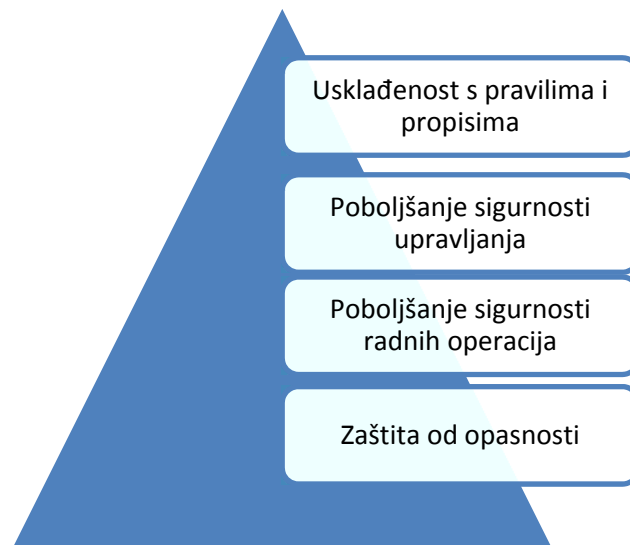 Usklađenost s pravilima i
propisima
Poboljšanje sigurnosti
upravljanja
Poboljšanje sigurnosti
radnih operacija
Zaštita od opasnosti